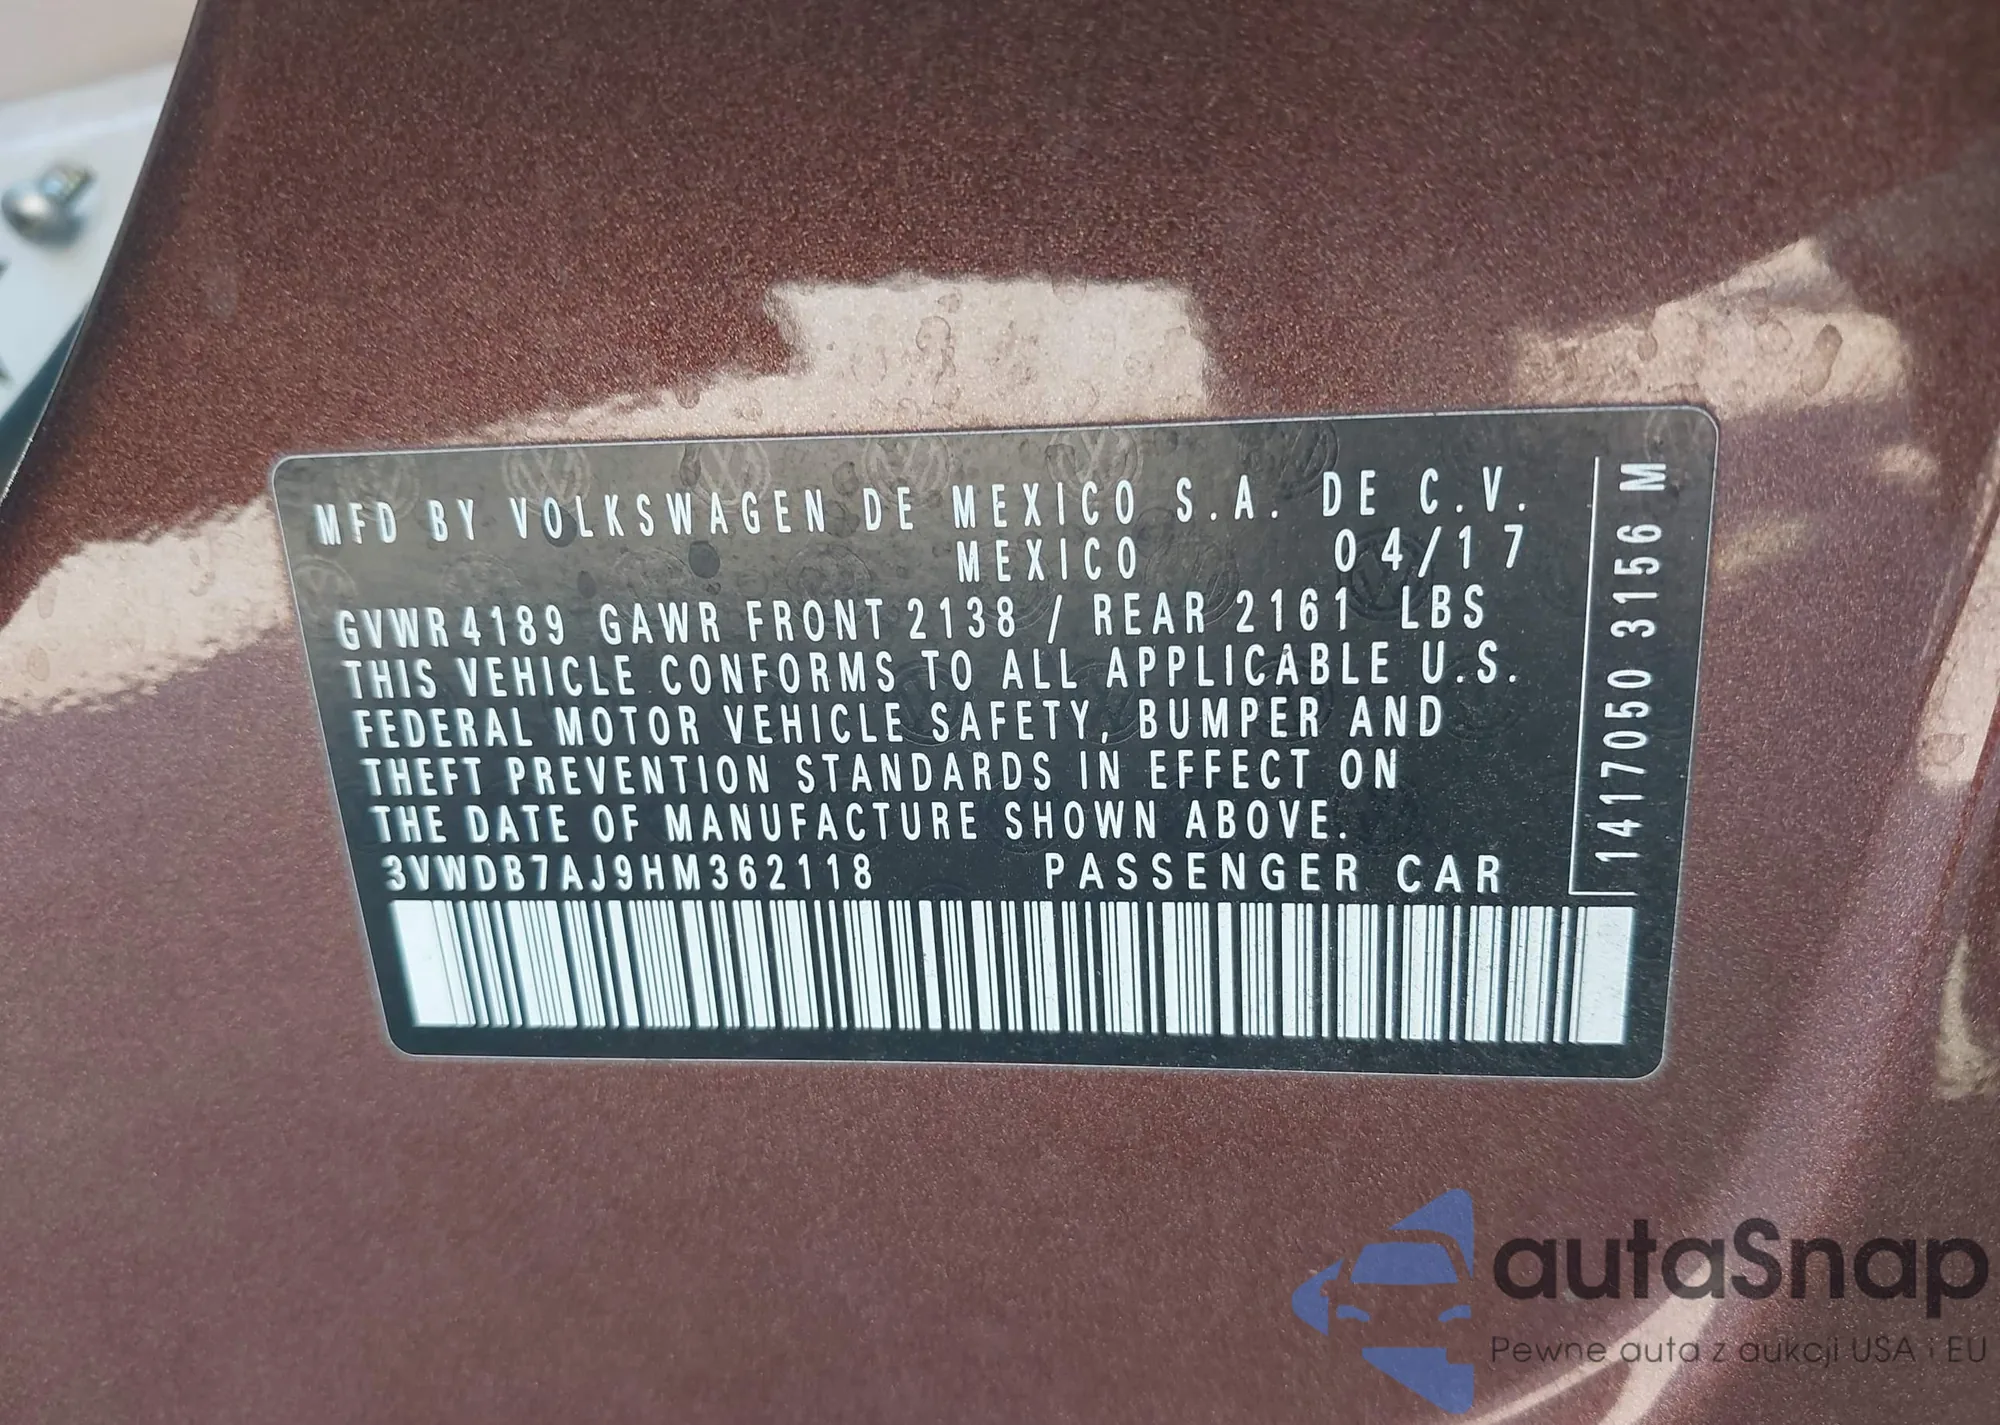 MFD BY VOLKSWAGEN DE MEXICO S.A. DE C.V.
MEXICO 04/17
GVWR 4189 GAWR FRONT 2138 / REAR 2161 LBS
THIS VEHICLE CONFORMS TO ALL APPLICABLE U.S.
FEDERAL MOTOR VEHICLE SAFETY, BUMPER AND
THEFT PREVENTION STANDARDS IN EFFECT ON
THE DATE OF MANUFACTURE SHOWN ABOVE.
3VWDB7AJ9HM362118 PASSENGER CAR
1417050 3156 M
autaSnap
Pewne auta z aukcji USA i EU